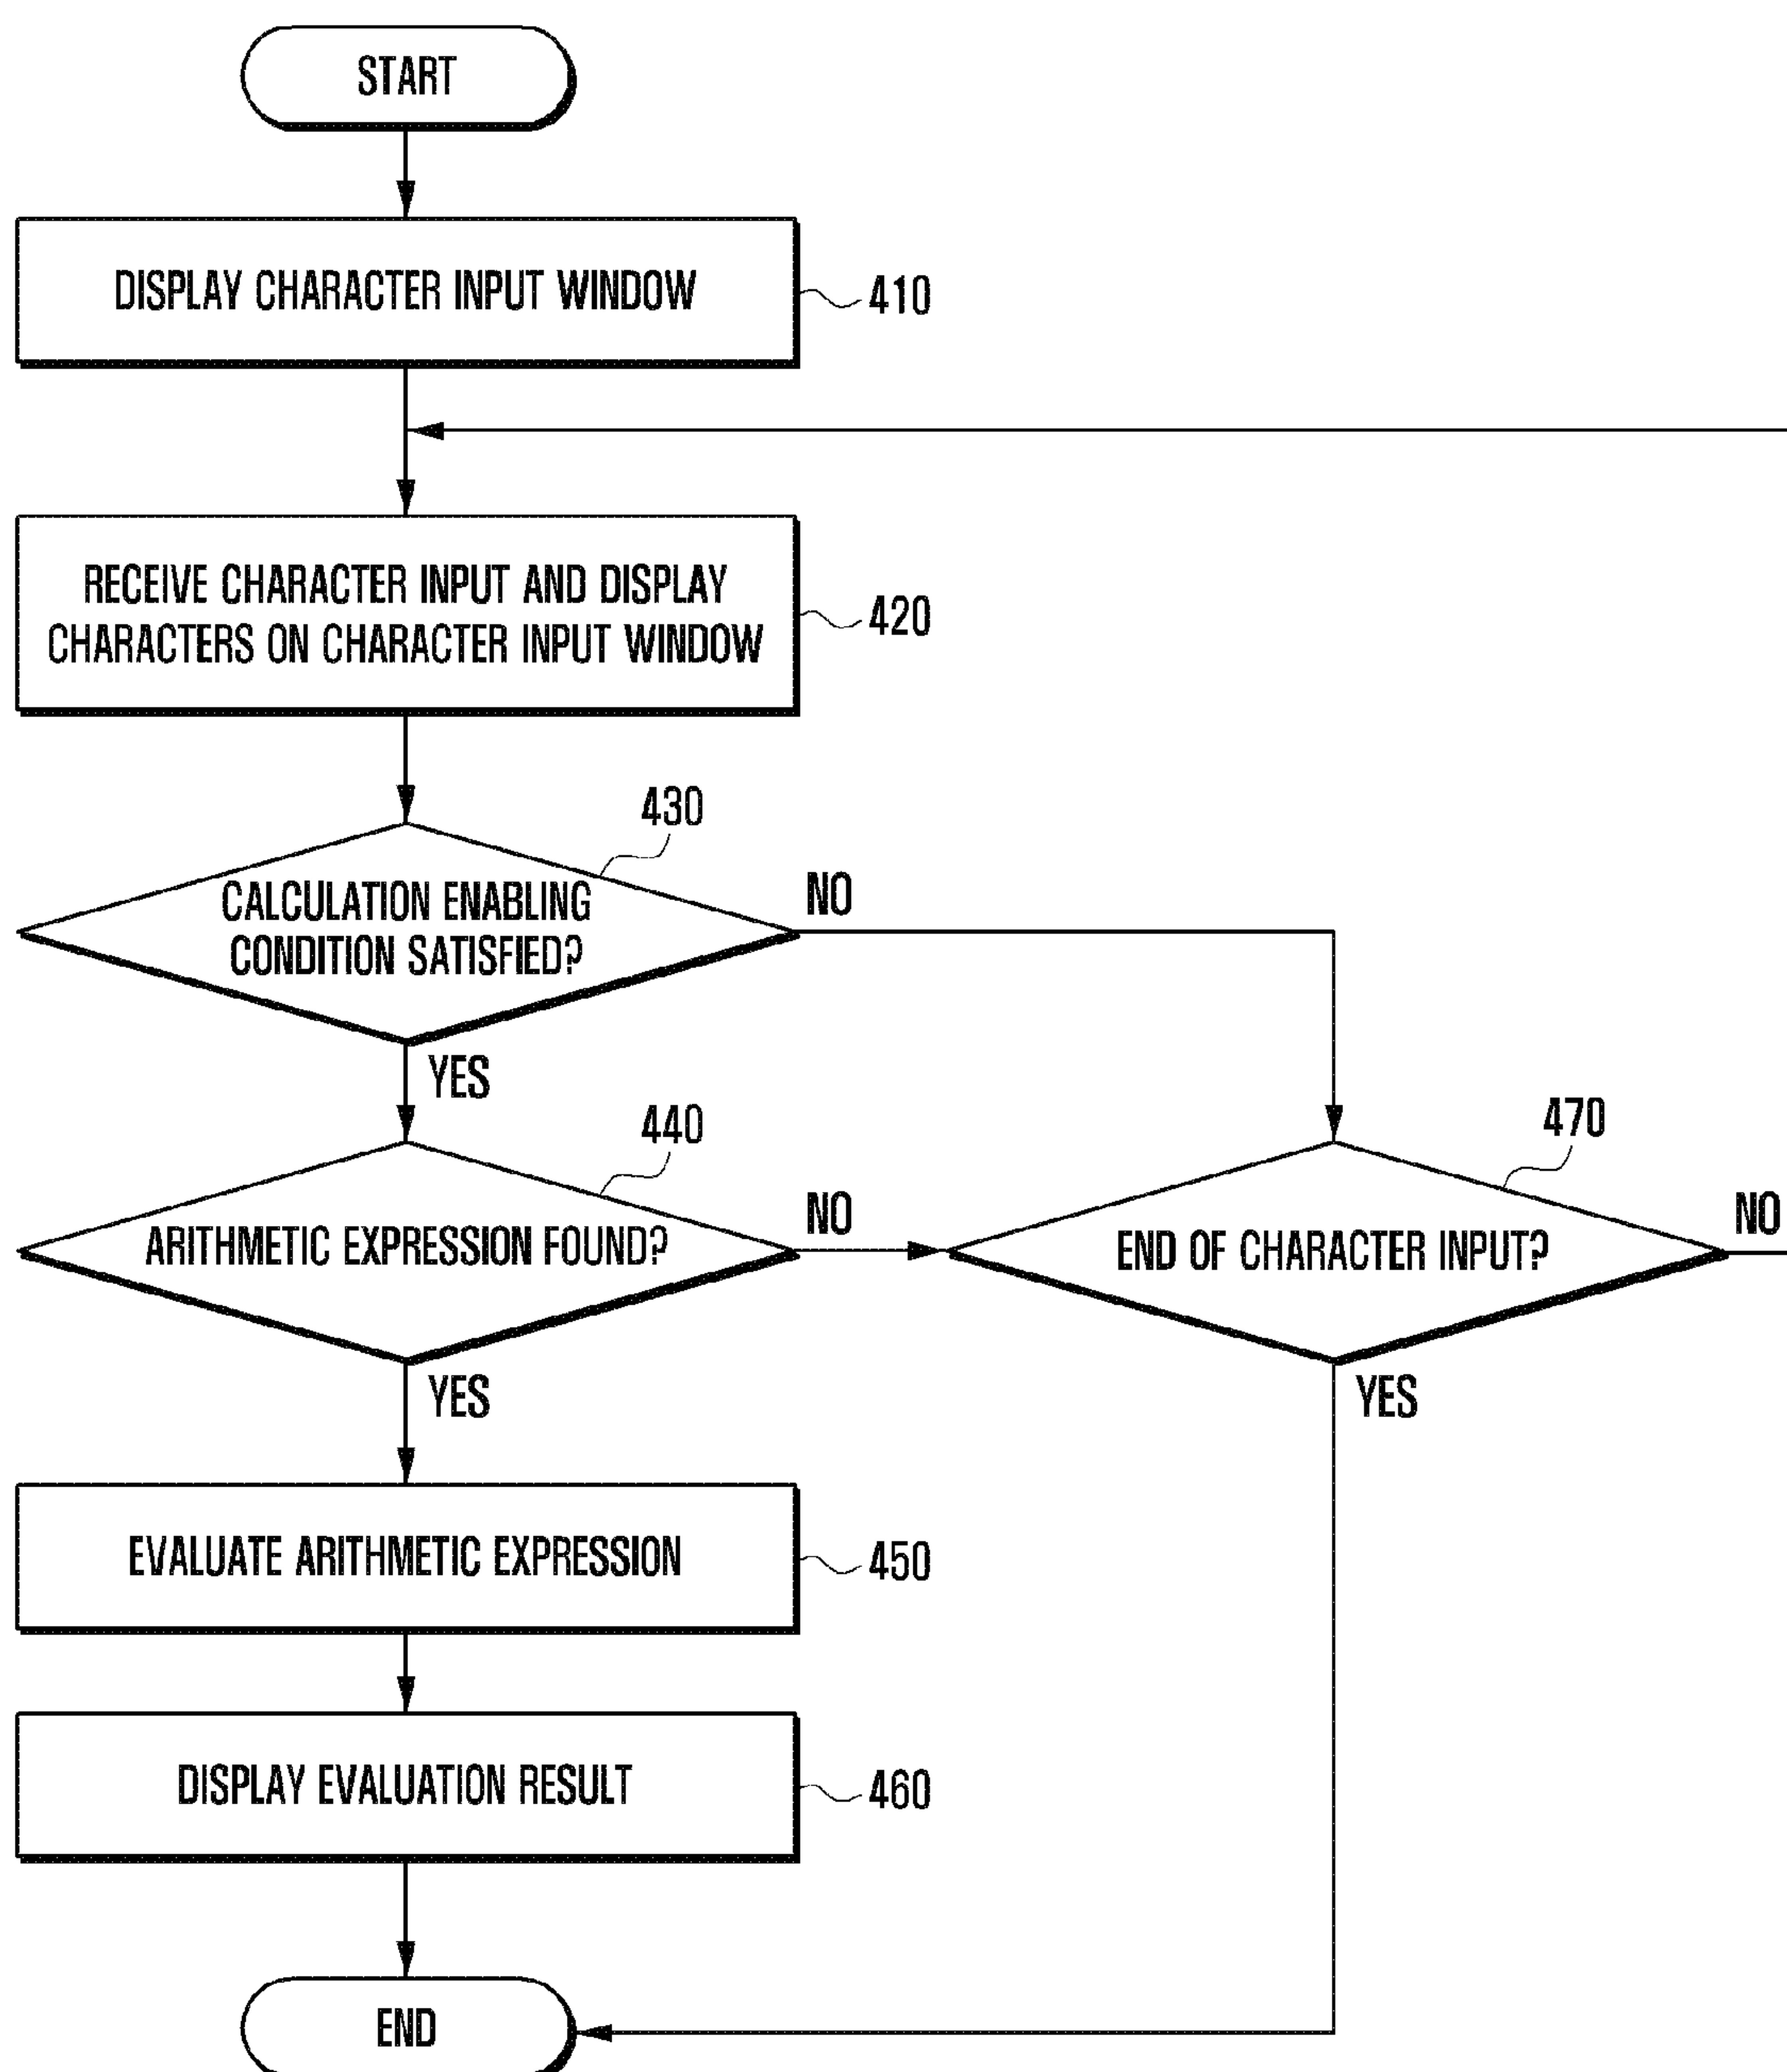 START
DISPLAY CHARACTER INPUT WINDOW
410
RECEIVE CHARACTER INPUT AND DISPLAY
CHARACTERS ON CHARACTER INPUT WINDOW
420
430
CALCULATION ENABLING
CONDITION SATISFIED?
NO
YES
440
ARITHMETIC EXPRESSION FOUND?
NO
YES
470
END OF CHARACTER INPUT?
NO
YES
EVALUATE ARITHMETIC EXPRESSION
450
DISPLAY EVALUATION RESULT
460
END